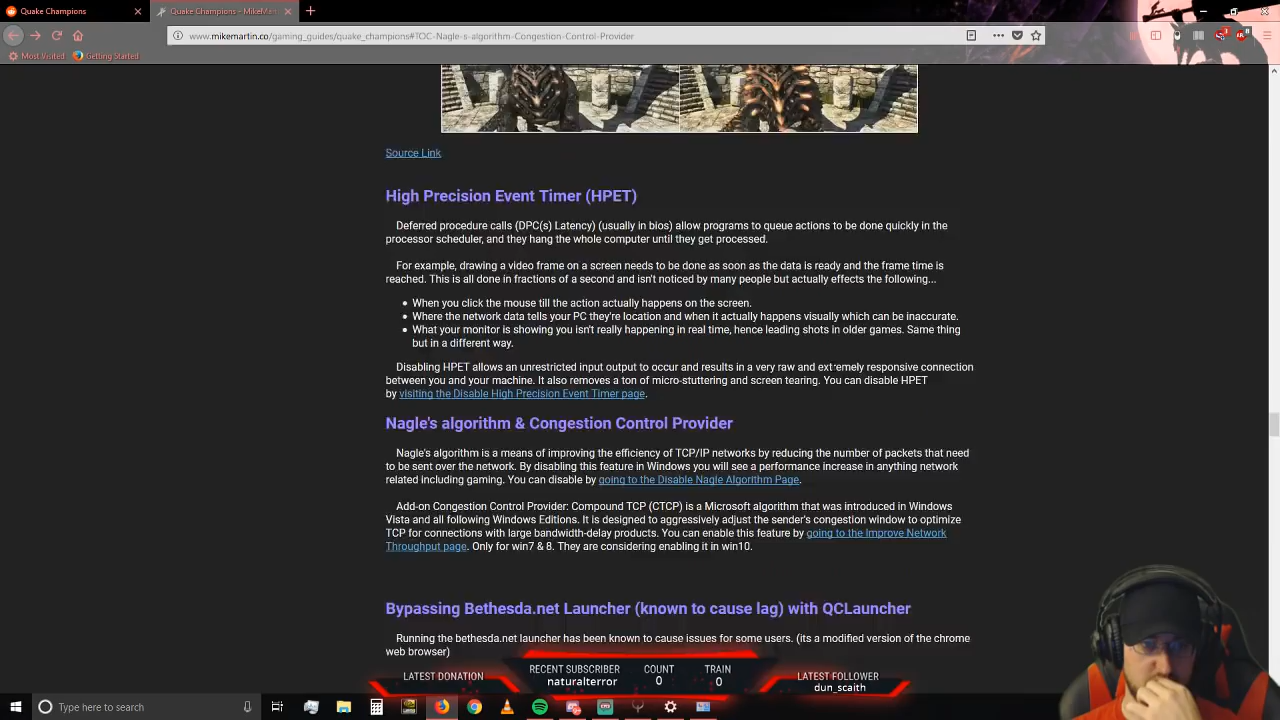 Quake Champions
Quake Champions - MikeMa
www.mikemartin.co/gaming_guides/quake_champions#TOC-Nagle-s-algorithm-Congestion-Control-Provider
Most Visited
Getting Started
Source Link
High Precision Event Timer (HPET)
Deferred procedure calls (DPC(s) Latency) (usually in bios) allow programs to queue actions to be done quickly in the
processor scheduler, and they hang the whole computer until they get processed.
For example, drawing a video frame on a screen needs to be done as soon as the data is ready and the frame time is
reached. This is all done in fractions of a second and isn't noticed by many people but actually effects the following...
When you click the mouse till the action actually happens on the screen.
Where the network data tells your PC they're location and when it actually happens visually which can be inaccurate.
What your monitor is showing you isn't really happening in real time, hence leading shots in older games. Same thing
but in a different way.
Disabling HPET allows an unrestricted input output to occur and results in a very raw and extremely responsive connection
between you and your machine. It also removes a ton of micro-stuttering and screen tearing. You can disable HPET
by visiting the Disable High Precision Event Timer page.
Nagle's algorithm & Congestion Control Provider
Nagle's algorithm is a means of improving the efficiency of TCP/IP networks by reducing the number of packets that need
to be sent over the network. By disabling this feature in Windows you will see a performance increase in anything network
related including gaming. You can disable by going to the Disable Nagle Algorithm Page.
Add-on Congestion Control Provider: Compound TCP (CTCP) is a Microsoft algorithm that was introduced in Windows
Vista and all following Windows Editions. It is designed to aggressively adjust the sender's congestion window to optimize
TCP for connections with large bandwidth-delay products. You can enable this feature by going to the Improve Network
Throughput page. Only for win7 & 8. They are considering enabling it in win10.
Bypassing Bethesda.net Launcher (known to cause lag) with QCLauncher
Running the bethesda.net launcher has been known to cause issues for some users. (its a modified version of the chrome
web browser)
LATEST DONATION
RECENT SUBSCRIBER
naturalterror
COUNT
0
TRAIN
0
LATEST FOLLOWER
dun_scaith
Type here to search